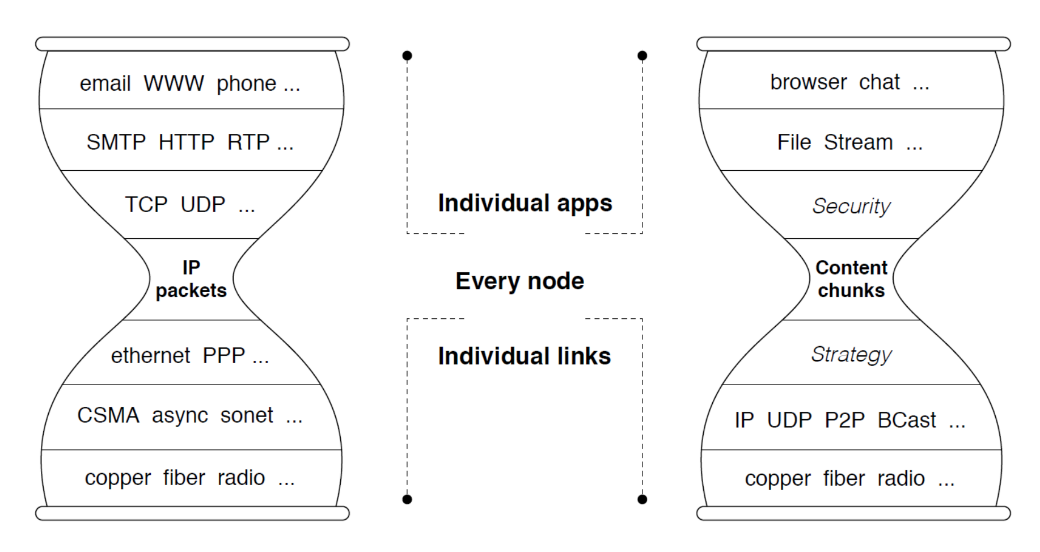 email WWW phone ...
SMTP HTTP RTP ...
TCP UDP ...
IP
packets
ethernet PPP ...
CSMA async sonet ...
copper fiber radio ...
Individual apps
Every node
Individual links
browser chat ...
File Stream ...
Security
Content
chunks
Strategy
IP UDP P2P BCast ...
copper fiber radio ...